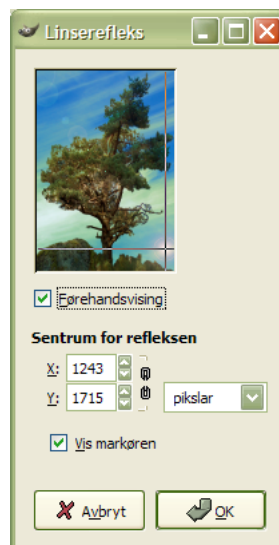 Linserefleks
Førehandsvising
Sentrum for refleksen
X: 1243
Y: 1715 pikslar
Vis markøren
Avbryt OK